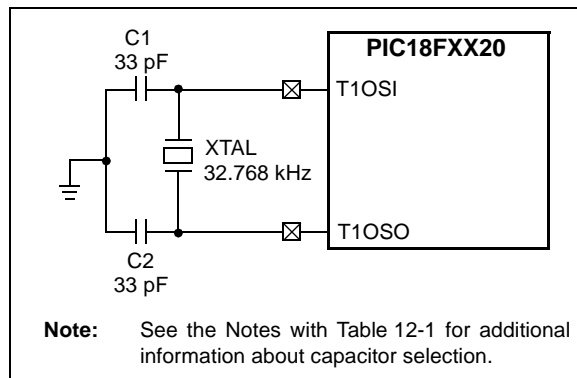 C1
33 pF
PIC18FXX20
T1OSI
XTAL
32.768 kHz
T1OSO
C2
33 pF
Note: See the Notes with Table 12-1 for additional
information about capacitor selection.